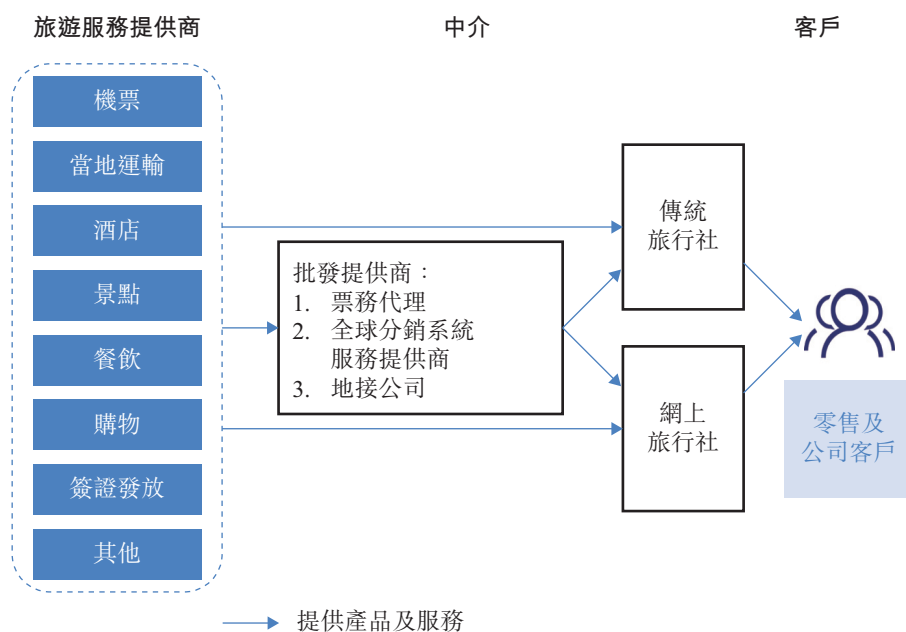 旅遊服務提供商
中介
客戶
機票
當地運輸
酒店
景點
餐飲
購物
簽證發放
其他
批發提供商：
1. 票務代理
2. 全球分銷系統
服務提供商
3. 地接公司
傳統
旅行社
網上
旅行社
零售及
公司客戶
提供產品及服務